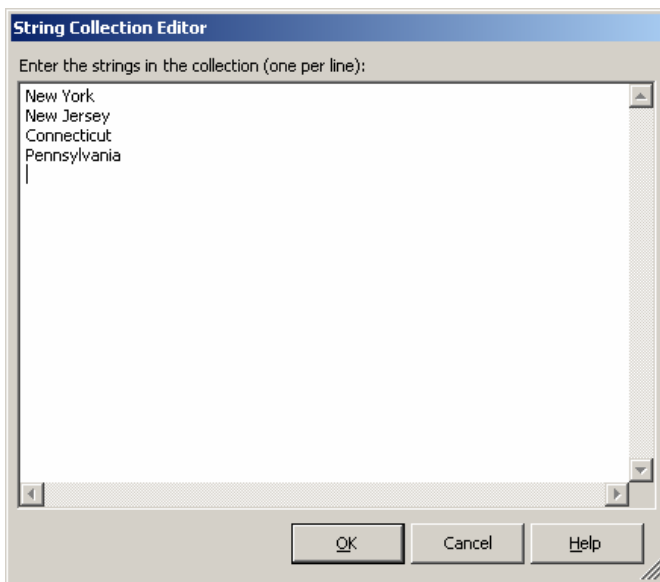 String Collection Editor
Enter the strings in the collection (one per line):
New York
New Jersey
Connecticut
Pennsylvania
OK
Cancel
Help